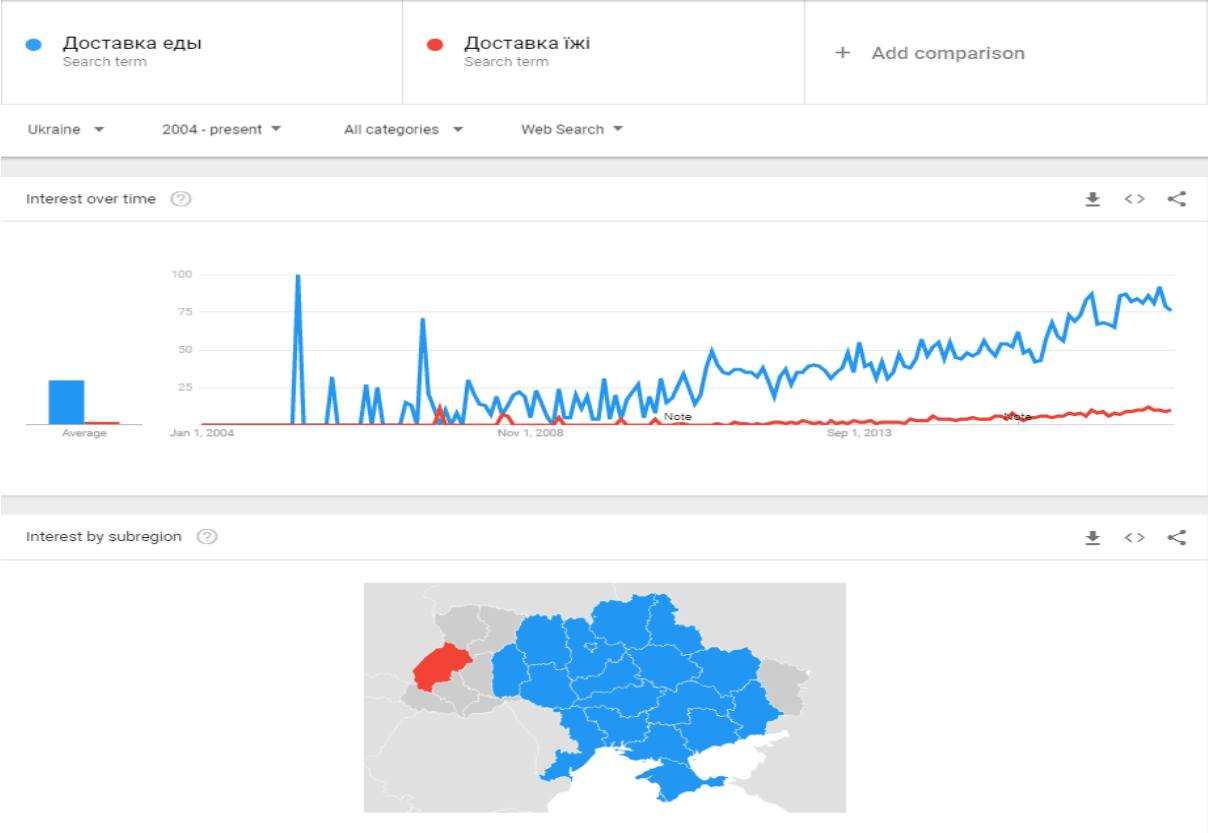 Доставка еды
Search term
Доставка їжі
Search term
+ Add comparison
Ukraine
2004 - present
All categories
Web Search
Interest over time ?
100
75
50
25
Average
Note
Note
Jan 1, 2004
Nov 1, 2008
Sep 1, 2013
Interest by subregion ?